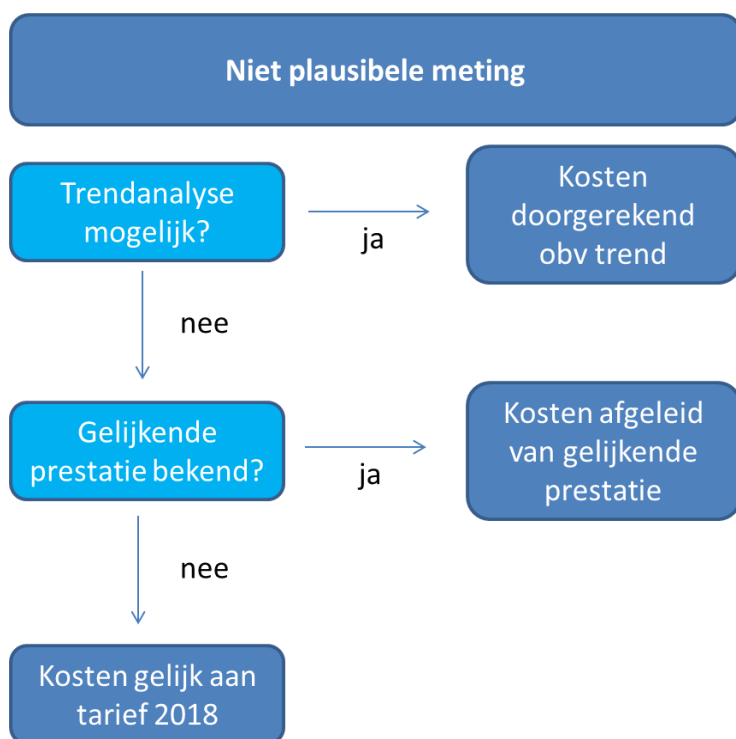 Niet plausibele meting
Trendanalyse
mogelijk?
ja
Kosten
doorgerekend
obv trend
nee
Gelijkende
prestatie bekend?
ja
Kosten afgeleid
van gelijkende
prestatie
nee
Kosten gelijk aan
tarief 2018